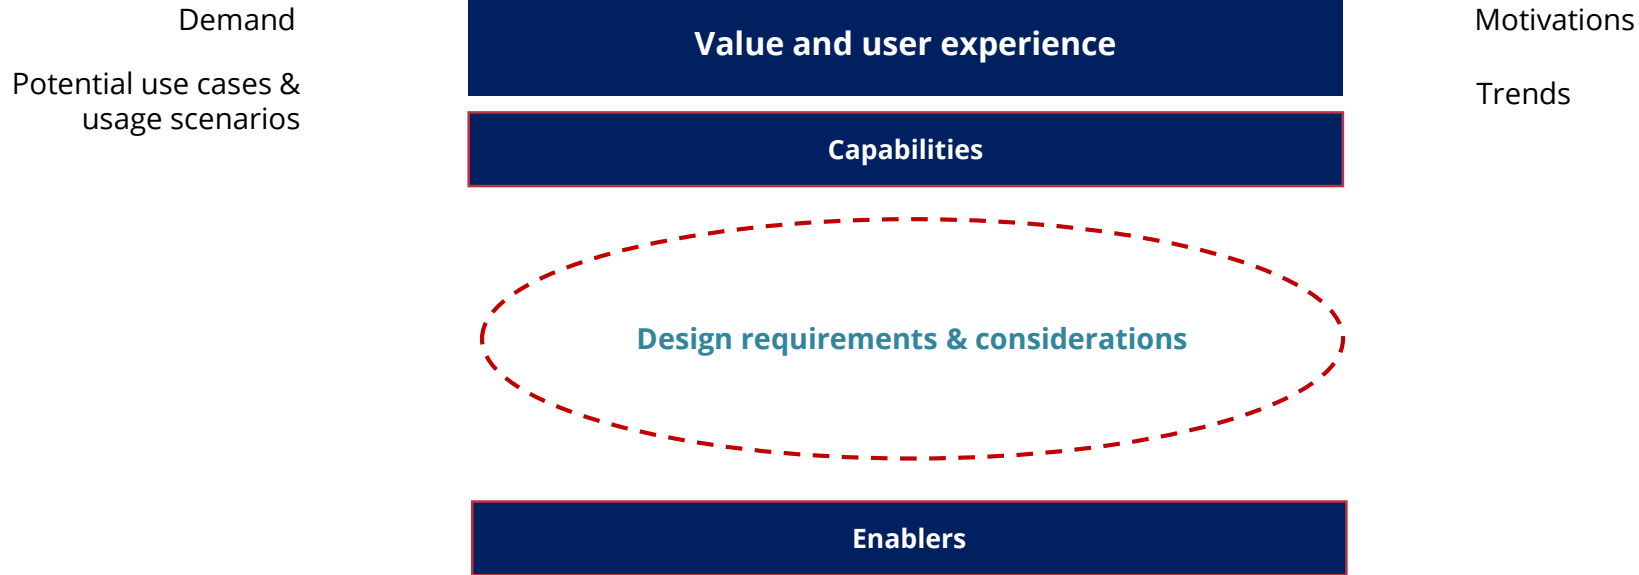 Demand
Potential use cases &
usage scenarios
Value and user experience
Motivations
Trends
Capabilities
Design requirements & considerations
Enablers